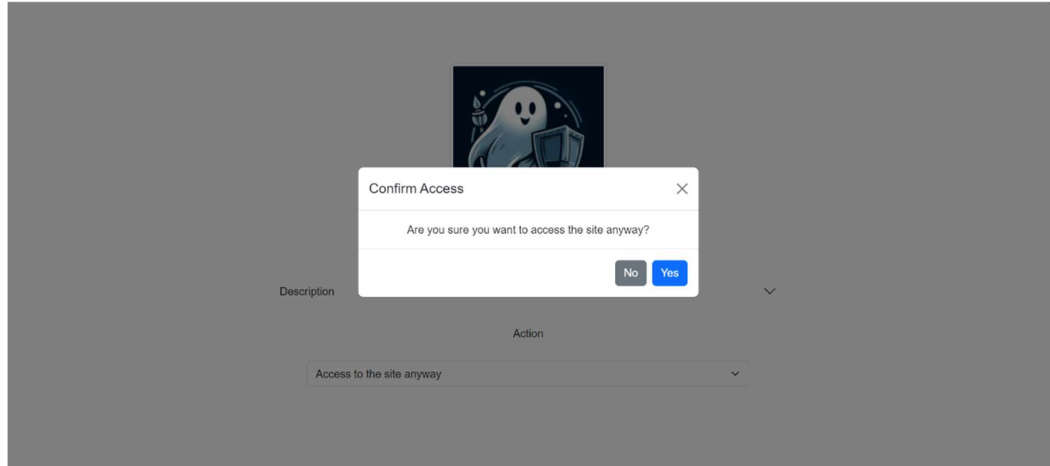 Confirm Access
Are you sure you want to access the site anyway?
No Yes
Description
Action
Access to the site anyway